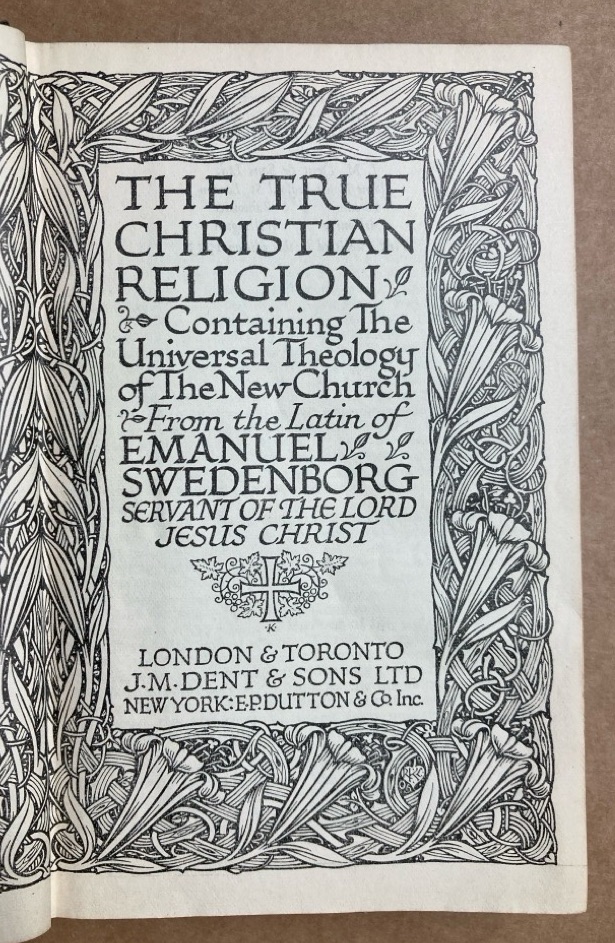 THE TRUE
CHRISTIAN
RELIGION
Containing The
Universal Theology
of The New Church
From the Latin of
EMANUEL
SWEDENBORG
SERVANT OF THE LORD
JESUS CHRIST
K
LONDON & TORONTO
J.M.DENT & SONS LTD
NEW YORK: E.P.DUTTON & Co. Inc.